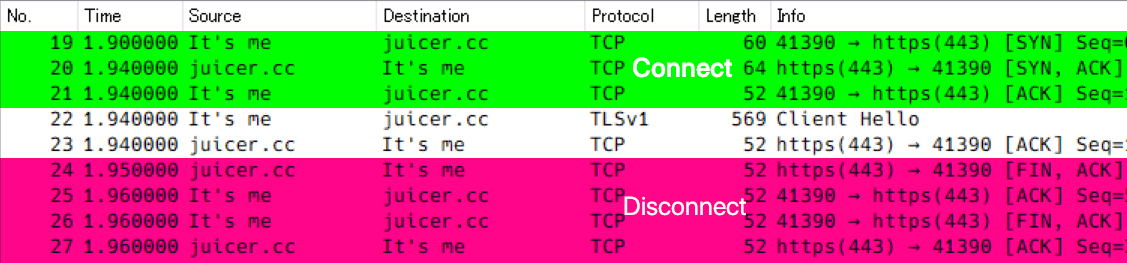 No. Time Source Destination Protocol Length Info
19 1.900000 It's me juicer.cc TCP 60 41390 → https(443) [SYN] Seq=
20 1.940000 juicer.cc It's me TCP Connect 64 https(443) → 41390 [SYN, ACK]
21 1.940000 It's me juicer.cc TCP 52 41390 → https(443) [ACK] Seq=
22 1.940000 It's me juicer.cc TLSv1 569 Client Hello
23 1.940000 juicer.cc It's me TCP 52 https(443) → 41390 [ACK] Seq=
24 1.950000 juicer.cc It's me TCP 52 https(443) → 41390 [FIN, ACK]
25 1.960000 It's me juicer.cc TCP 52 41390 → https(443) [ACK] Seq=
Disconnect
26 1.960000 It's me juicer.cc TCP 52 41390 → https(443) [FIN, ACK]
27 1.960000 juicer.cc It's me TCP 52 https(443) → 41390 [ACK] Seq=